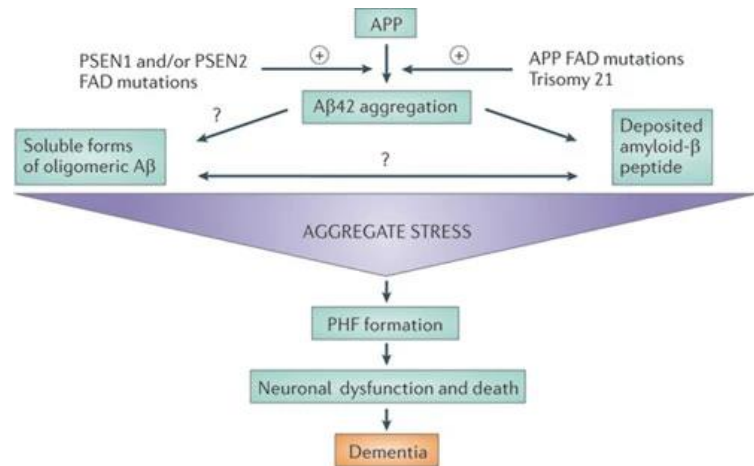 APP
PSEN1 and/or PSEN2
FAD mutations
+
+
APP FAD mutations
Trisomy 21
Aβ42 aggregation
?
Soluble forms
of oligomeric Aβ
?
Deposited
amyloid-β
peptide
AGGREGATE STRESS
PHF formation
Neuronal dysfunction and death
Dementia